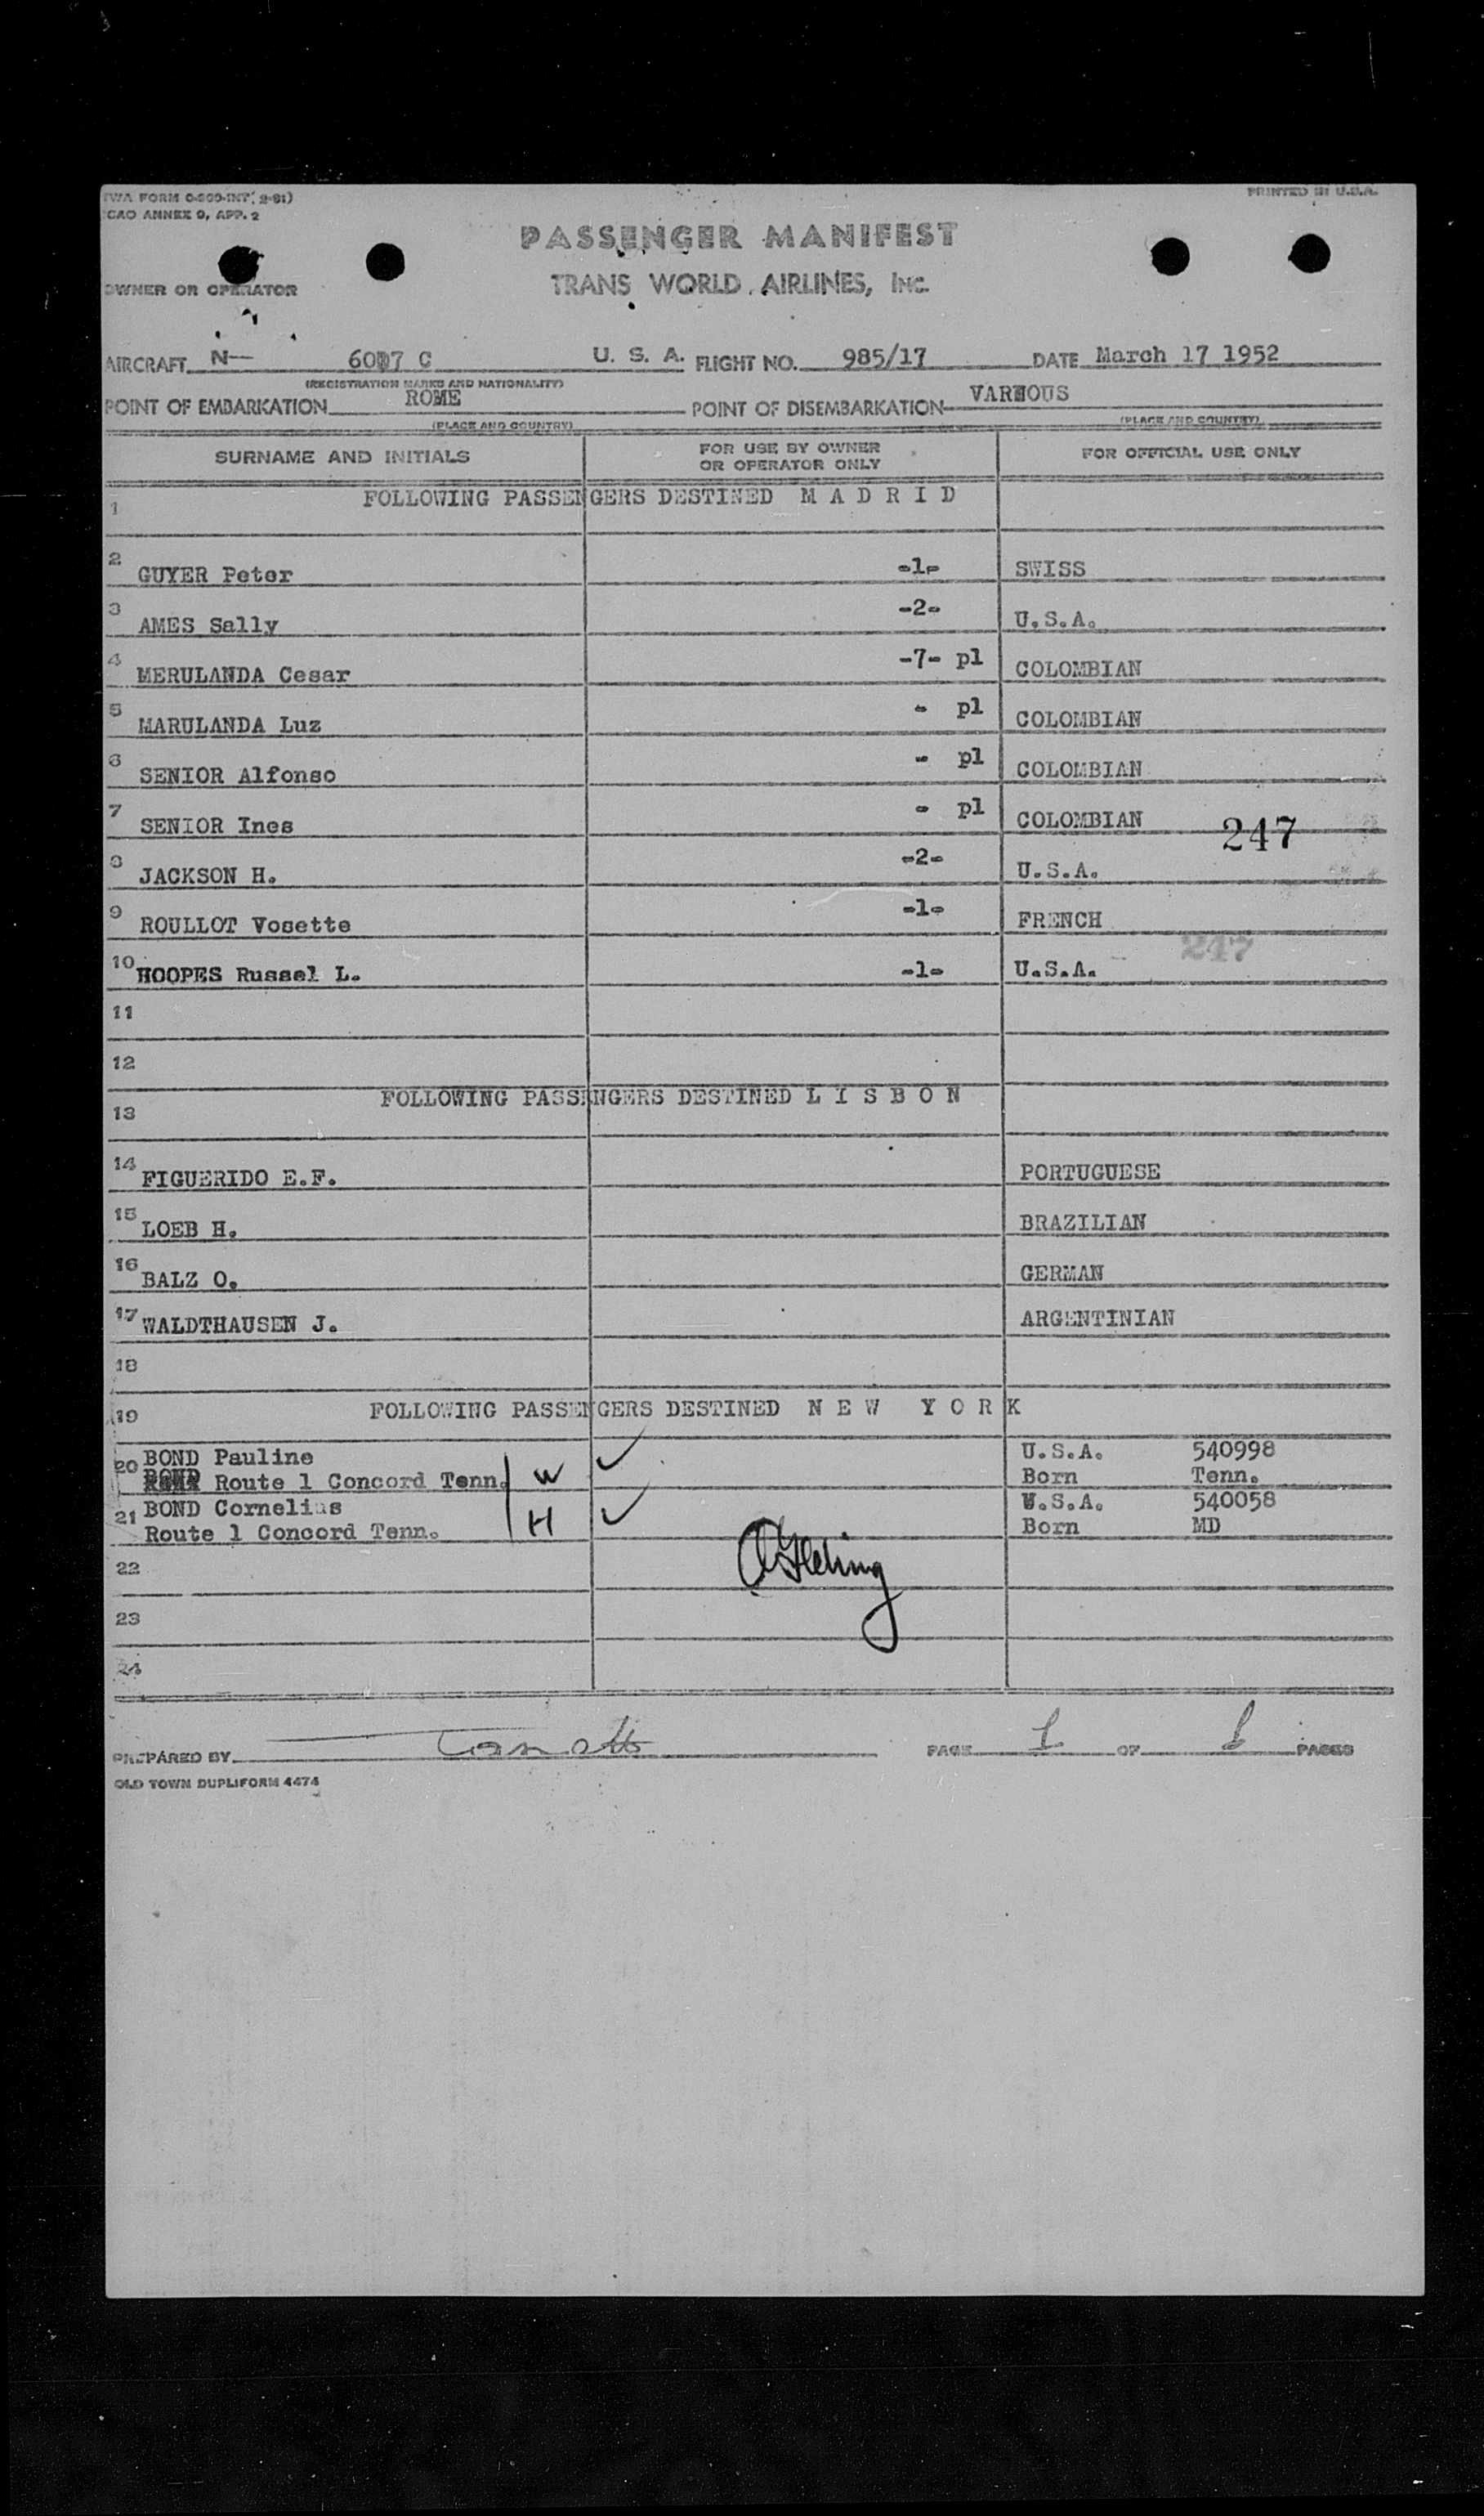 TWA FORM 0-800-INT( 2-51)
ICAO ANNEX 9, APP. 2
PRINTED IN U.S.A.
PASSENGER MANIFEST
OWNER OR OPERATOR
TRANS WORLD AIRLINES, INC.
AIRCRAFT N— C U. S. A. FLIGHT NO. 985/17 DATE March 17 1952
(REGISTRATION MARKS AND NATIONALITY)
POINT OF EMBARKATION ROME POINT OF DISEMBARKATION VARIOUS
(PLACE AND COUNTRY) (PLACE AND COUNTRY)
SURNAME AND INITIALS FOR USE BY OWNER OR OPERATOR ONLY FOR OFFICIAL USE ONLY
1 FOLLOWING PASSENGERS DESTINED M A D R I D
2 GUYER Peter -1- SWISS
3 AMES Sally -2- U.S.A.
4 MERULANDA Cesar -7- pl COLOMBIAN
5 MARULANDA Luz - pl COLOMBIAN
6 SENIOR Alfonso - pl COLOMBIAN
7 SENIOR Ines - pl COLOMBIAN 247
8 JACKSON H. -2- U.S.A.
9 ROULLOT Vosette -1- FRENCH
247
10 HOOPES Russel L. -1- U.S.A.
11
12
13 FOLLOWING PASSENGERS DESTINED L I S B O N
14 FIGUERIDO E.F. PORTUGUESE
15 LOEB H. BRAZILIAN
16 BALZ O. GERMAN
17 WALDTHAUSEN J. ARGENTINIAN
18
19 FOLLOWING PASSENGERS DESTINED N E W Y O R K
20 BOND Pauline U.S.A. 540998
BOND Route 1 Concord Tenn. W ✓ Born Tenn.
21 BOND Cornelius U.S.A. 540058
Route 1 Concord Tenn. H ✓ Born MD
22
23
24
PREPARED BY PAGE 1 OF 1 PAGES
OLD TOWN DUPLIFORM 4474